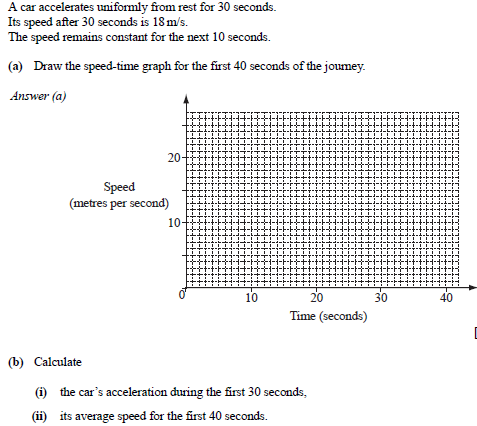 A car accelerates uniformly from rest for 30 seconds.
Its speed after 30 seconds is 18 m/s.
The speed remains constant for the next 10 seconds.
(a) Draw the speed-time graph for the first 40 seconds of the journey.
Answer (a)
20
Speed
(metres per second)
10
0
10
20
30
40
Time (seconds)
[
(b) Calculate
(i) the car's acceleration during the first 30 seconds,
(ii) its average speed for the first 40 seconds.